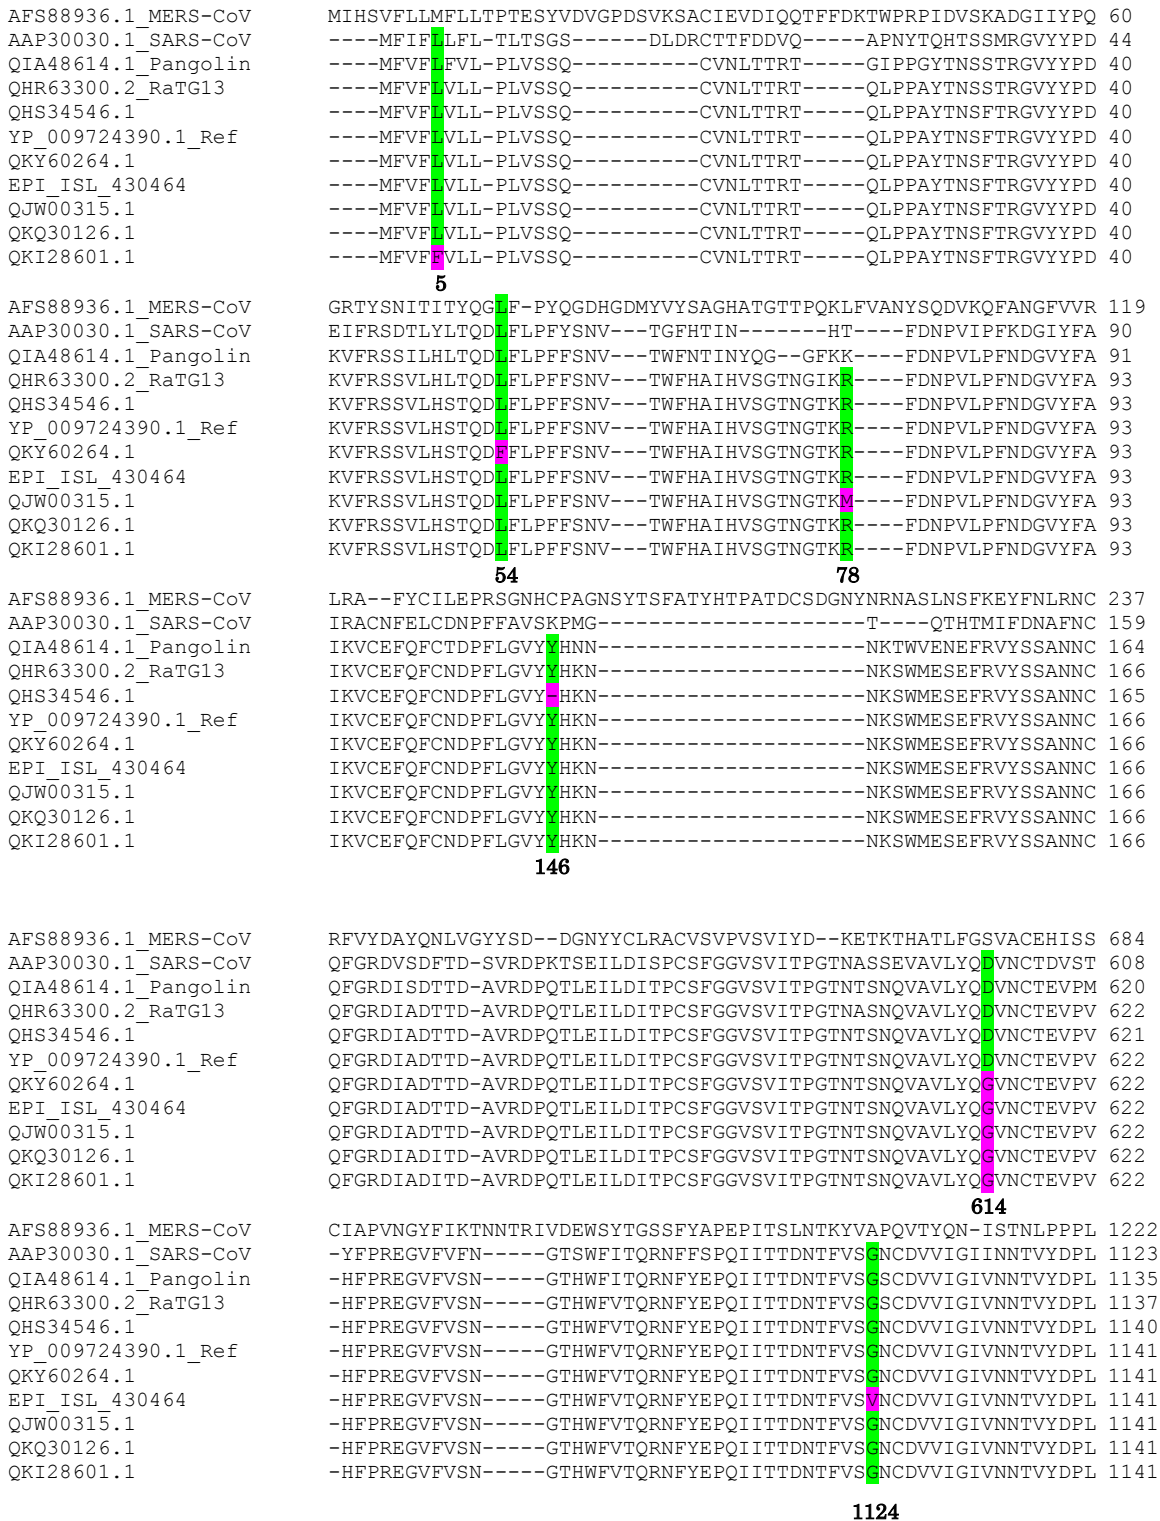 AFS88936.1_MERS-CoV MIHSVFLLMFLLTPTESYVDVGPDSVKSACIEVDIQQTFFDKTWPRPIDVSKADGIIYPQ 60
AAP30030.1_SARS-CoV ----MFIFLLFL-TLTSGS------DLDRCTTFDDVQ-----APNYTQHTSSMRGVYYPD 44
QIA48614.1_Pangolin ----MFVFLFVL-PLVSSQ----------CVNLTTRT-----GIPPGYTNSSTRGVYYPD 40
QHR63300.2_RaTG13 ----MFVFLVLL-PLVSSQ----------CVNLTTRT-----QLPPAYTNSSTRGVYYPD 40
QHS34546.1 ----MFVFLVLL-PLVSSQ----------CVNLTTRT-----QLPPAYTNSFTRGVYYPD 40
YP_009724390.1_Ref ----MFVFLVLL-PLVSSQ----------CVNLTTRT-----QLPPAYTNSFTRGVYYPD 40
QKY60264.1 ----MFVFLVLL-PLVSSQ----------CVNLTTRT-----QLPPAYTNSFTRGVYYPD 40
EPI_ISL_430464 ----MFVFLVLL-PLVSSQ----------CVNLTTRT-----QLPPAYTNSFTRGVYYPD 40
QJW00315.1 ----MFVFLVLL-PLVSSQ----------CVNLTTRT-----QLPPAYTNSFTRGVYYPD 40
QKQ30126.1 ----MFVFLVLL-PLVSSQ----------CVNLTTRT-----QLPPAYTNSFTRGVYYPD 40
QKI28601.1 ----MFVFFVLL-PLVSSQ----------CVNLTTRT-----QLPPAYTNSFTRGVYYPD 40
5
AFS88936.1_MERS-CoV GRTYSNITITYQGLF-PYQGDHGDMYVYSAGHATGTTPQKLFVANYSQDVKQFANGFVVR 119
AAP30030.1_SARS-CoV EIFRSDTLYLTQDLFLPFYSNV---TGFHTIN-------HT----FDNPVIPFKDGIYFA 90
QIA48614.1_Pangolin KVFRSSILHLTQDLFLPFFSNV---TWFNTINYQG--GFKK----FDNPVLPFNDGVYFA 91
QHR63300.2_RaTG13 KVFRSSVLHLTQDLFLPFFSNV---TWFHAIHVSGTNGIKR----FDNPVLPFNDGVYFA 93
QHS34546.1 KVFRSSVLHSTQDLFLPFFSNV---TWFHAIHVSGTNGTKR----FDNPVLPFNDGVYFA 93
YP_009724390.1_Ref KVFRSSVLHSTQDLFLPFFSNV---TWFHAIHVSGTNGTKR----FDNPVLPFNDGVYFA 93
QKY60264.1 KVFRSSVLHSTQDFFLPFFSNV---TWFHAIHVSGTNGTKR----FDNPVLPFNDGVYFA 93
EPI_ISL_430464 KVFRSSVLHSTQDLFLPFFSNV---TWFHAIHVSGTNGTKR----FDNPVLPFNDGVYFA 93
QJW00315.1 KVFRSSVLHSTQDLFLPFFSNV---TWFHAIHVSGTNGTKM----FDNPVLPFNDGVYFA 93
QKQ30126.1 KVFRSSVLHSTQDLFLPFFSNV---TWFHAIHVSGTNGTKR----FDNPVLPFNDGVYFA 93
QKI28601.1 KVFRSSVLHSTQDLFLPFFSNV---TWFHAIHVSGTNGTKR----FDNPVLPFNDGVYFA 93
54 78
AFS88936.1_MERS-CoV LRA--FYCILEPRSGNHCPAGNSYTSFATYHTPATDCSDGNYNRNASLNSFKEYFNLRNC 237
AAP30030.1_SARS-CoV IRACNFELCDNPFFAVSKPMG---------------------T----QTHTMIFDNAFNC 159
QIA48614.1_Pangolin IKVCEFQFCTDPFLGVYYHNN---------------------NKTWVENEFRVYSSANNC 164
QHR63300.2_RaTG13 IKVCEFQFCNDPFLGVYYHKN---------------------NKSWMESEFRVYSSANNC 166
QHS34546.1 IKVCEFQFCNDPFLGVY-HKN---------------------NKSWMESEFRVYSSANNC 165
YP_009724390.1_Ref IKVCEFQFCNDPFLGVYYHKN---------------------NKSWMESEFRVYSSANNC 166
QKY60264.1 IKVCEFQFCNDPFLGVYYHKN---------------------NKSWMESEFRVYSSANNC 166
EPI_ISL_430464 IKVCEFQFCNDPFLGVYYHKN---------------------NKSWMESEFRVYSSANNC 166
QJW00315.1 IKVCEFQFCNDPFLGVYYHKN---------------------NKSWMESEFRVYSSANNC 166
QKQ30126.1 IKVCEFQFCNDPFLGVYYHKN---------------------NKSWMESEFRVYSSANNC 166
QKI28601.1 IKVCEFQFCNDPFLGVYYHKN---------------------NKSWMESEFRVYSSANNC 166
146
AFS88936.1_MERS-CoV RFVYDAYQNLVGYYSD--DGNYYCLRACVSVPVSVIYD--KETKTHATLFGSVACEHISS 684
AAP30030.1_SARS-CoV QFGRDVSDFTD-SVRDPKTSEILDISPCSFGGVSVITPGTNASSEVAVLYQDVNCTDVST 608
QIA48614.1_Pangolin QFGRDISDTTD-AVRDPQTLEILDITPCSFGGVSVITPGTNTSNQVAVLYQDVNCTEVPM 620
QHR63300.2_RaTG13 QFGRDIADTTD-AVRDPQTLEILDITPCSFGGVSVITPGTNASNQVAVLYQDVNCTEVPV 622
QHS34546.1 QFGRDIADTTD-AVRDPQTLEILDITPCSFGGVSVITPGTNTSNQVAVLYQDVNCTEVPV 621
YP_009724390.1_Ref QFGRDIADTTD-AVRDPQTLEILDITPCSFGGVSVITPGTNTSNQVAVLYQDVNCTEVPV 622
QKY60264.1 QFGRDIADTTD-AVRDPQTLEILDITPCSFGGVSVITPGTNTSNQVAVLYQGVNCTEVPV 622
EPI_ISL_430464 QFGRDIADTTD-AVRDPQTLEILDITPCSFGGVSVITPGTNTSNQVAVLYQGVNCTEVPV 622
QJW00315.1 QFGRDIADTTD-AVRDPQTLEILDITPCSFGGVSVITPGTNTSNQVAVLYQGVNCTEVPV 622
QKQ30126.1 QFGRDIADITD-AVRDPQTLEILDITPCSFGGVSVITPGTNTSNQVAVLYQGVNCTEVPV 622
QKI28601.1 QFGRDIADITD-AVRDPQTLEILDITPCSFGGVSVITPGTNTSNQVAVLYQGVNCTEVPV 622
614
AFS88936.1_MERS-CoV CIAPVNGYFIKTNNTRIVDEWSYTGSSFYAPEPITSLNTKYVAPQVTYQN-ISTNLPPPL 1222
AAP30030.1_SARS-CoV -YFPREGVFVFN-----GTSWFITQRNFFSPQIITTDNTFVSGNCDVVIGIINNTVYDPL 1123
QIA48614.1_Pangolin -HFPREGVFVSN-----GTHWFITQRNFYEPQIITTDNTFVSGSCDVVIGIVNNTVYDPL 1135
QHR63300.2_RaTG13 -HFPREGVFVSN-----GTHWFVTQRNFYEPQIITTDNTFVSGSCDVVIGIVNNTVYDPL 1137
QHS34546.1 -HFPREGVFVSN-----GTHWFVTQRNFYEPQIITTDNTFVSGNCDVVIGIVNNTVYDPL 1140
YP_009724390.1_Ref -HFPREGVFVSN-----GTHWFVTQRNFYEPQIITTDNTFVSGNCDVVIGIVNNTVYDPL 1141
QKY60264.1 -HFPREGVFVSN-----GTHWFVTQRNFYEPQIITTDNTFVSGNCDVVIGIVNNTVYDPL 1141
EPI_ISL_430464 -HFPREGVFVSN-----GTHWFVTQRNFYEPQIITTDNTFVSVNCDVVIGIVNNTVYDPL 1141
QJW00315.1 -HFPREGVFVSN-----GTHWFVTQRNFYEPQIITTDNTFVSGNCDVVIGIVNNTVYDPL 1141
QKQ30126.1 -HFPREGVFVSN-----GTHWFVTQRNFYEPQIITTDNTFVSGNCDVVIGIVNNTVYDPL 1141
QKI28601.1 -HFPREGVFVSN-----GTHWFVTQRNFYEPQIITTDNTFVSGNCDVVIGIVNNTVYDPL 1141
1124